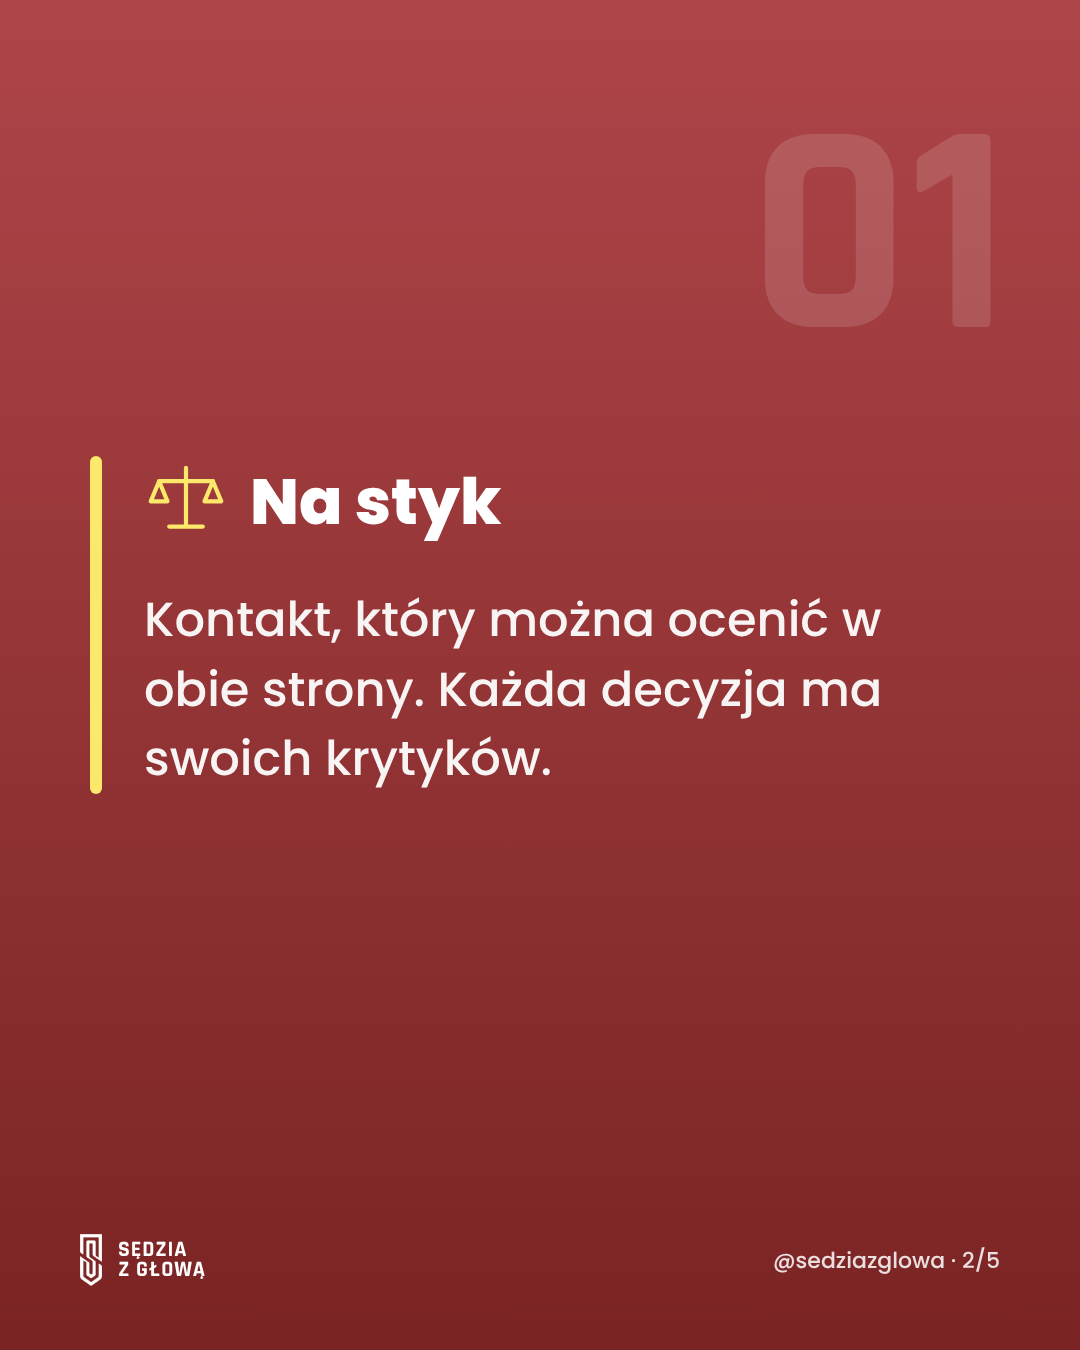 01
Na styk
Kontakt, który można ocenić w
obie strony. Każda decyzja ma
swoich krytyków.
SĘDZIA
Z GŁOWĄ
@sedziazglowa · 2/5